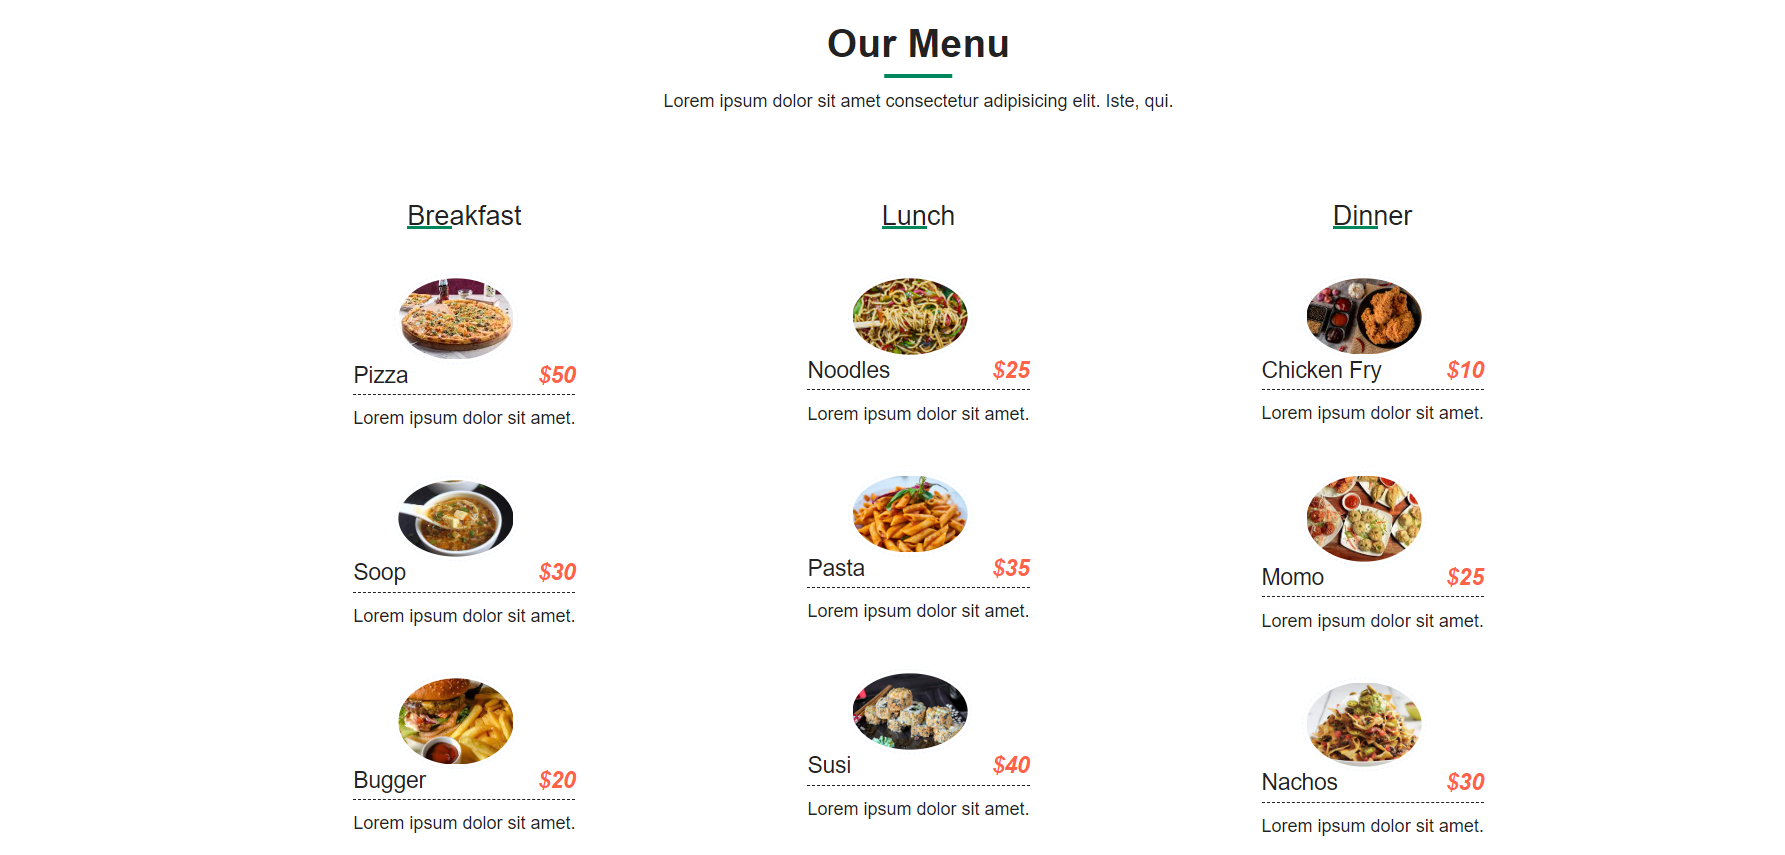 Our Menu
Lorem ipsum dolor sit amet consectetur adipisicing elit. Iste, qui.
Breakfast
Pizza $50
Lorem ipsum dolor sit amet.
Soop $30
Lorem ipsum dolor sit amet.
Bugger $20
Lorem ipsum dolor sit amet.
Lunch
Noodles $25
Lorem ipsum dolor sit amet.
Pasta $35
Lorem ipsum dolor sit amet.
Susi $40
Lorem ipsum dolor sit amet.
Dinner
Chicken Fry $10
Lorem ipsum dolor sit amet.
Momo $25
Lorem ipsum dolor sit amet.
Nachos $30
Lorem ipsum dolor sit amet.